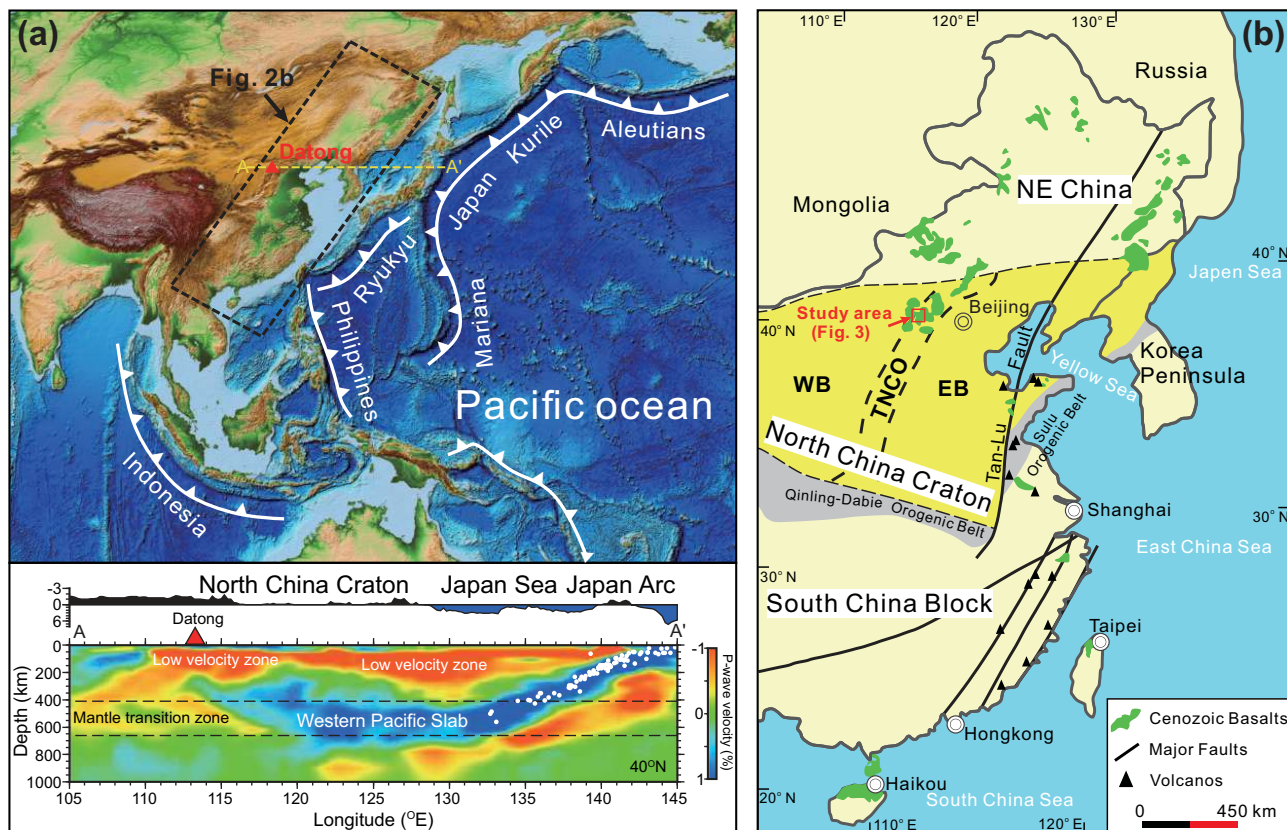 (a)
Fig. 2b
Datong
A
A'
Aleutians
Kurile
Japan
Ryukyu
Mariana
Philippines
Pacific ocean
Indonesia
North China Craton
Japan Sea
Japan Arc
-3
0
3
6
A
Datong
A'
Low velocity zone
Low velocity zone
Mantle transition zone
Western Pacific Slab
40°N
Depth (km)
0
200
400
600
800
1000
105
110
115
120
125
130
135
140
145
Longitude (°E)
-1
0
1
P-wave velocity (%)
(b)
110° E
120° E
130° E
Russia
NE China
Mongolia
40° N
Japen Sea
Study area
(Fig. 3)
Beijing
40° N
Fault
Korea
Peninsula
Yellow Sea
WB
TNCO
EB
Sulu
Orogenic Belt
Tan-Lu
North China Craton
Qinling-Dabie Orogenic Belt
Shanghai
30° N
East China Sea
30° N
South China Block
Taipei
Hongkong
Haikou
20° N
South China Sea
110° E
120° E
Cenozoic Basalts
Major Faults
Volcanos
0
450 km